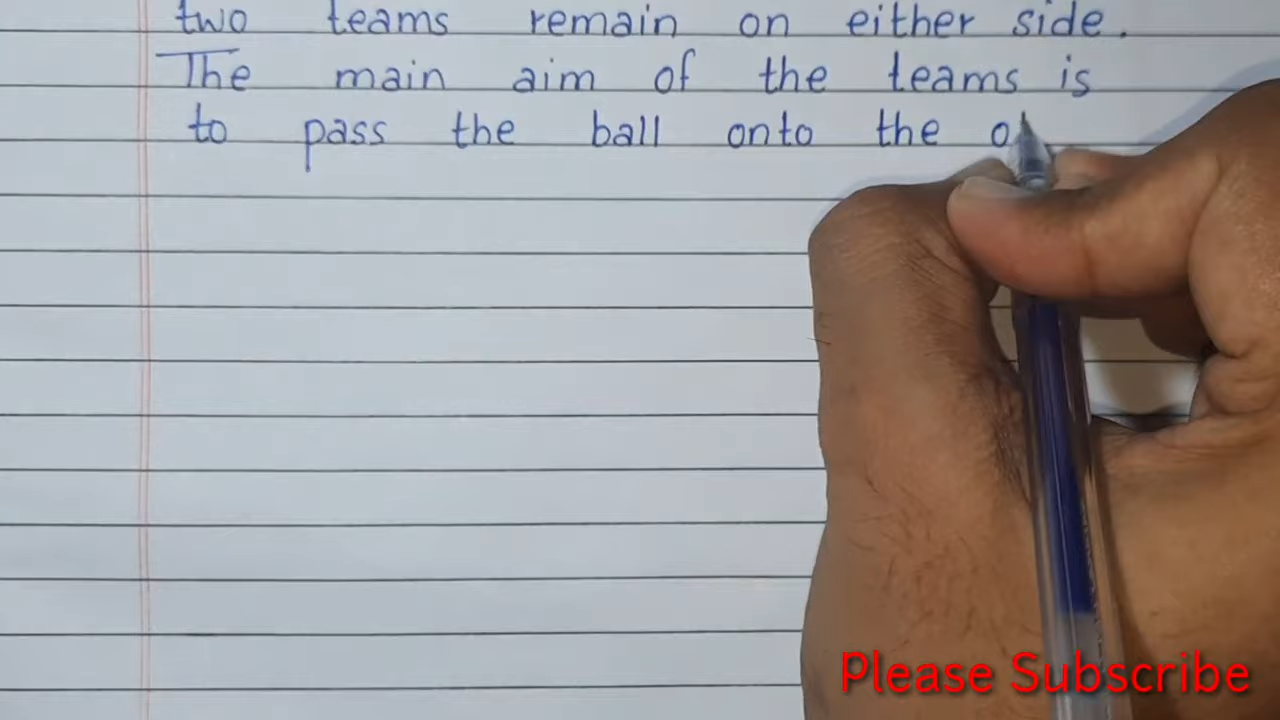 two teams remain on either side.
The main aim of the teams is
to pass the ball onto the o
Please Subscribe